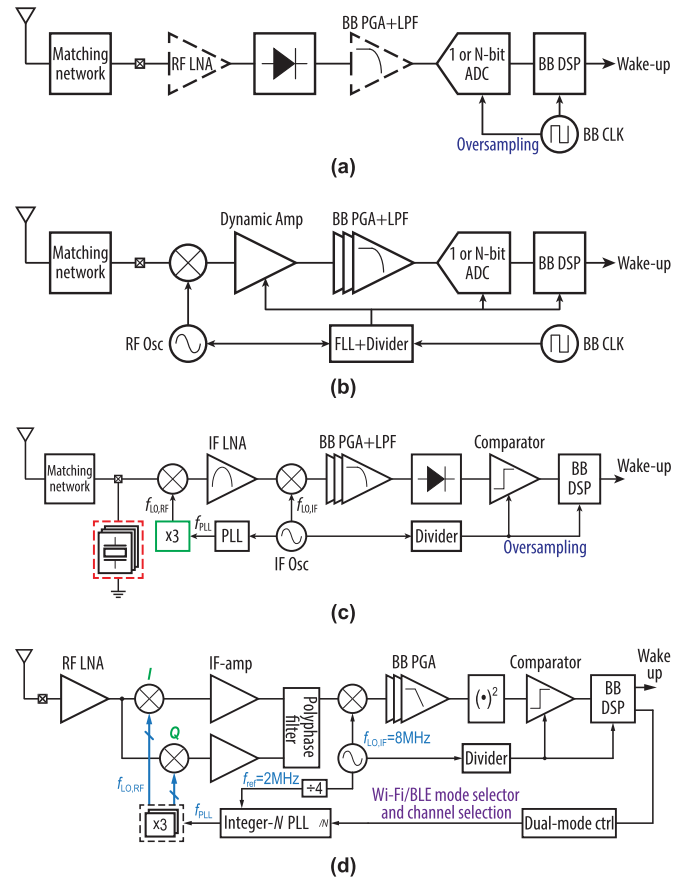 BB PGA+LPF
Matching
network
RF LNA
1 or N-bit
ADC
BB DSP
Wake-up
Oversampling
BB CLK
(a)
Dynamic Amp
BB PGA+LPF
Matching
network
1 or N-bit
ADC
BB DSP
Wake-up
RF Osc
FLL+Divider
BB CLK
(b)
IF LNA
BB PGA+LPF
Comparator
Matching
network
BB
DSP
Wake-up
fLO,RF
fLO,IF
x3
fPLL
PLL
IF Osc
Divider
Oversampling
(c)
RF LNA
I
IF-amp
BB PGA
Comparator
Wake
up
Polyphase
filter
(•)²
BB
DSP
Q
fLO,IF=8MHz
Divider
fLO,RF
fref=2MHz
÷4
Wi-Fi/BLE mode selector
and channel selection
x3
fPLL
Integer-N PLL /N
Dual-mode ctrl
(d)